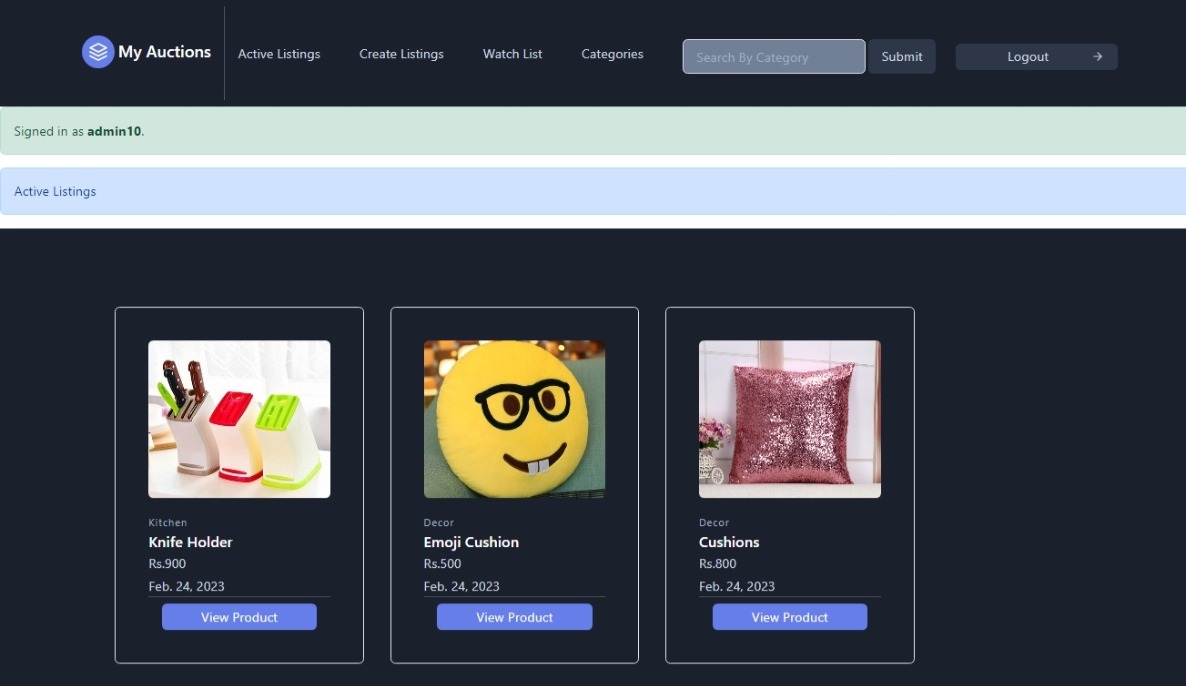 My Auctions
Active Listings
Create Listings
Watch List
Categories
Search By Category
Submit
Logout
Signed in as admin10.
Active Listings
Kitchen
Knife Holder
Rs.900
Feb. 24, 2023
View Product
Decor
Emoji Cushion
Rs.500
Feb. 24, 2023
View Product
Decor
Cushions
Rs.800
Feb. 24, 2023
View Product